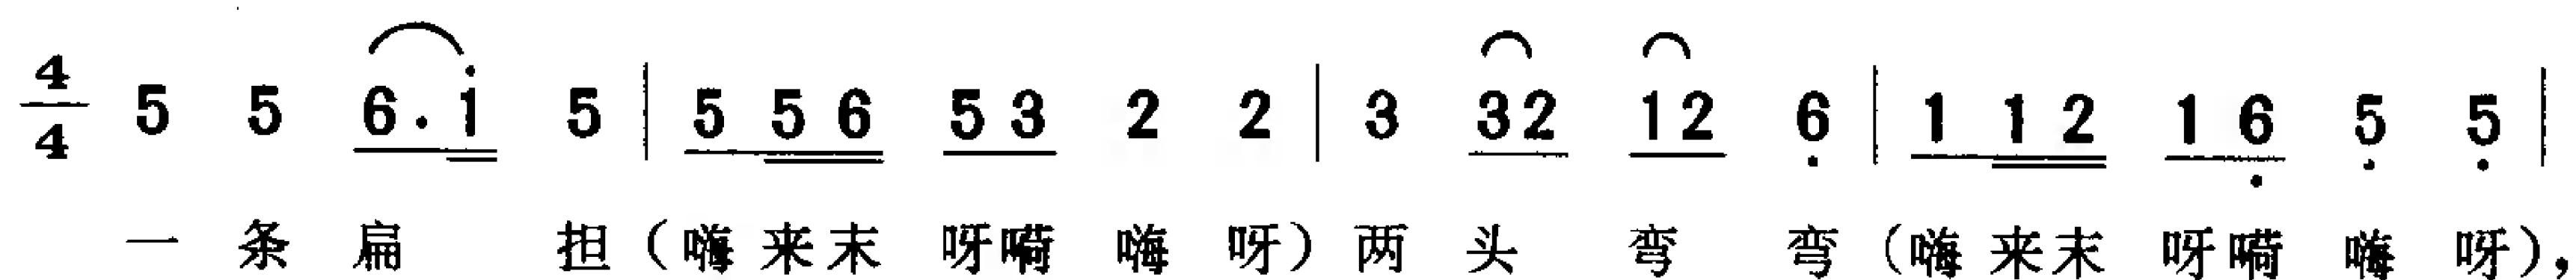 4/4 5 5 6·i 5 | 5 5 6 5 3 2 2 | 3 3 2 1 2 6 | 1 1 2 1 6 5 5 |
一条扁担(嗨来末呀嗬嗨呀)两头弯弯(嗨来末呀嗬嗨呀),